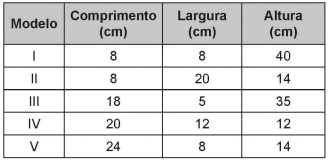 Modelo Comprimento (cm) Largura (cm) Altura (cm)
I 8 8 40
II 8 20 14
III 18 5 35
IV 20 12 12
V 24 8 14